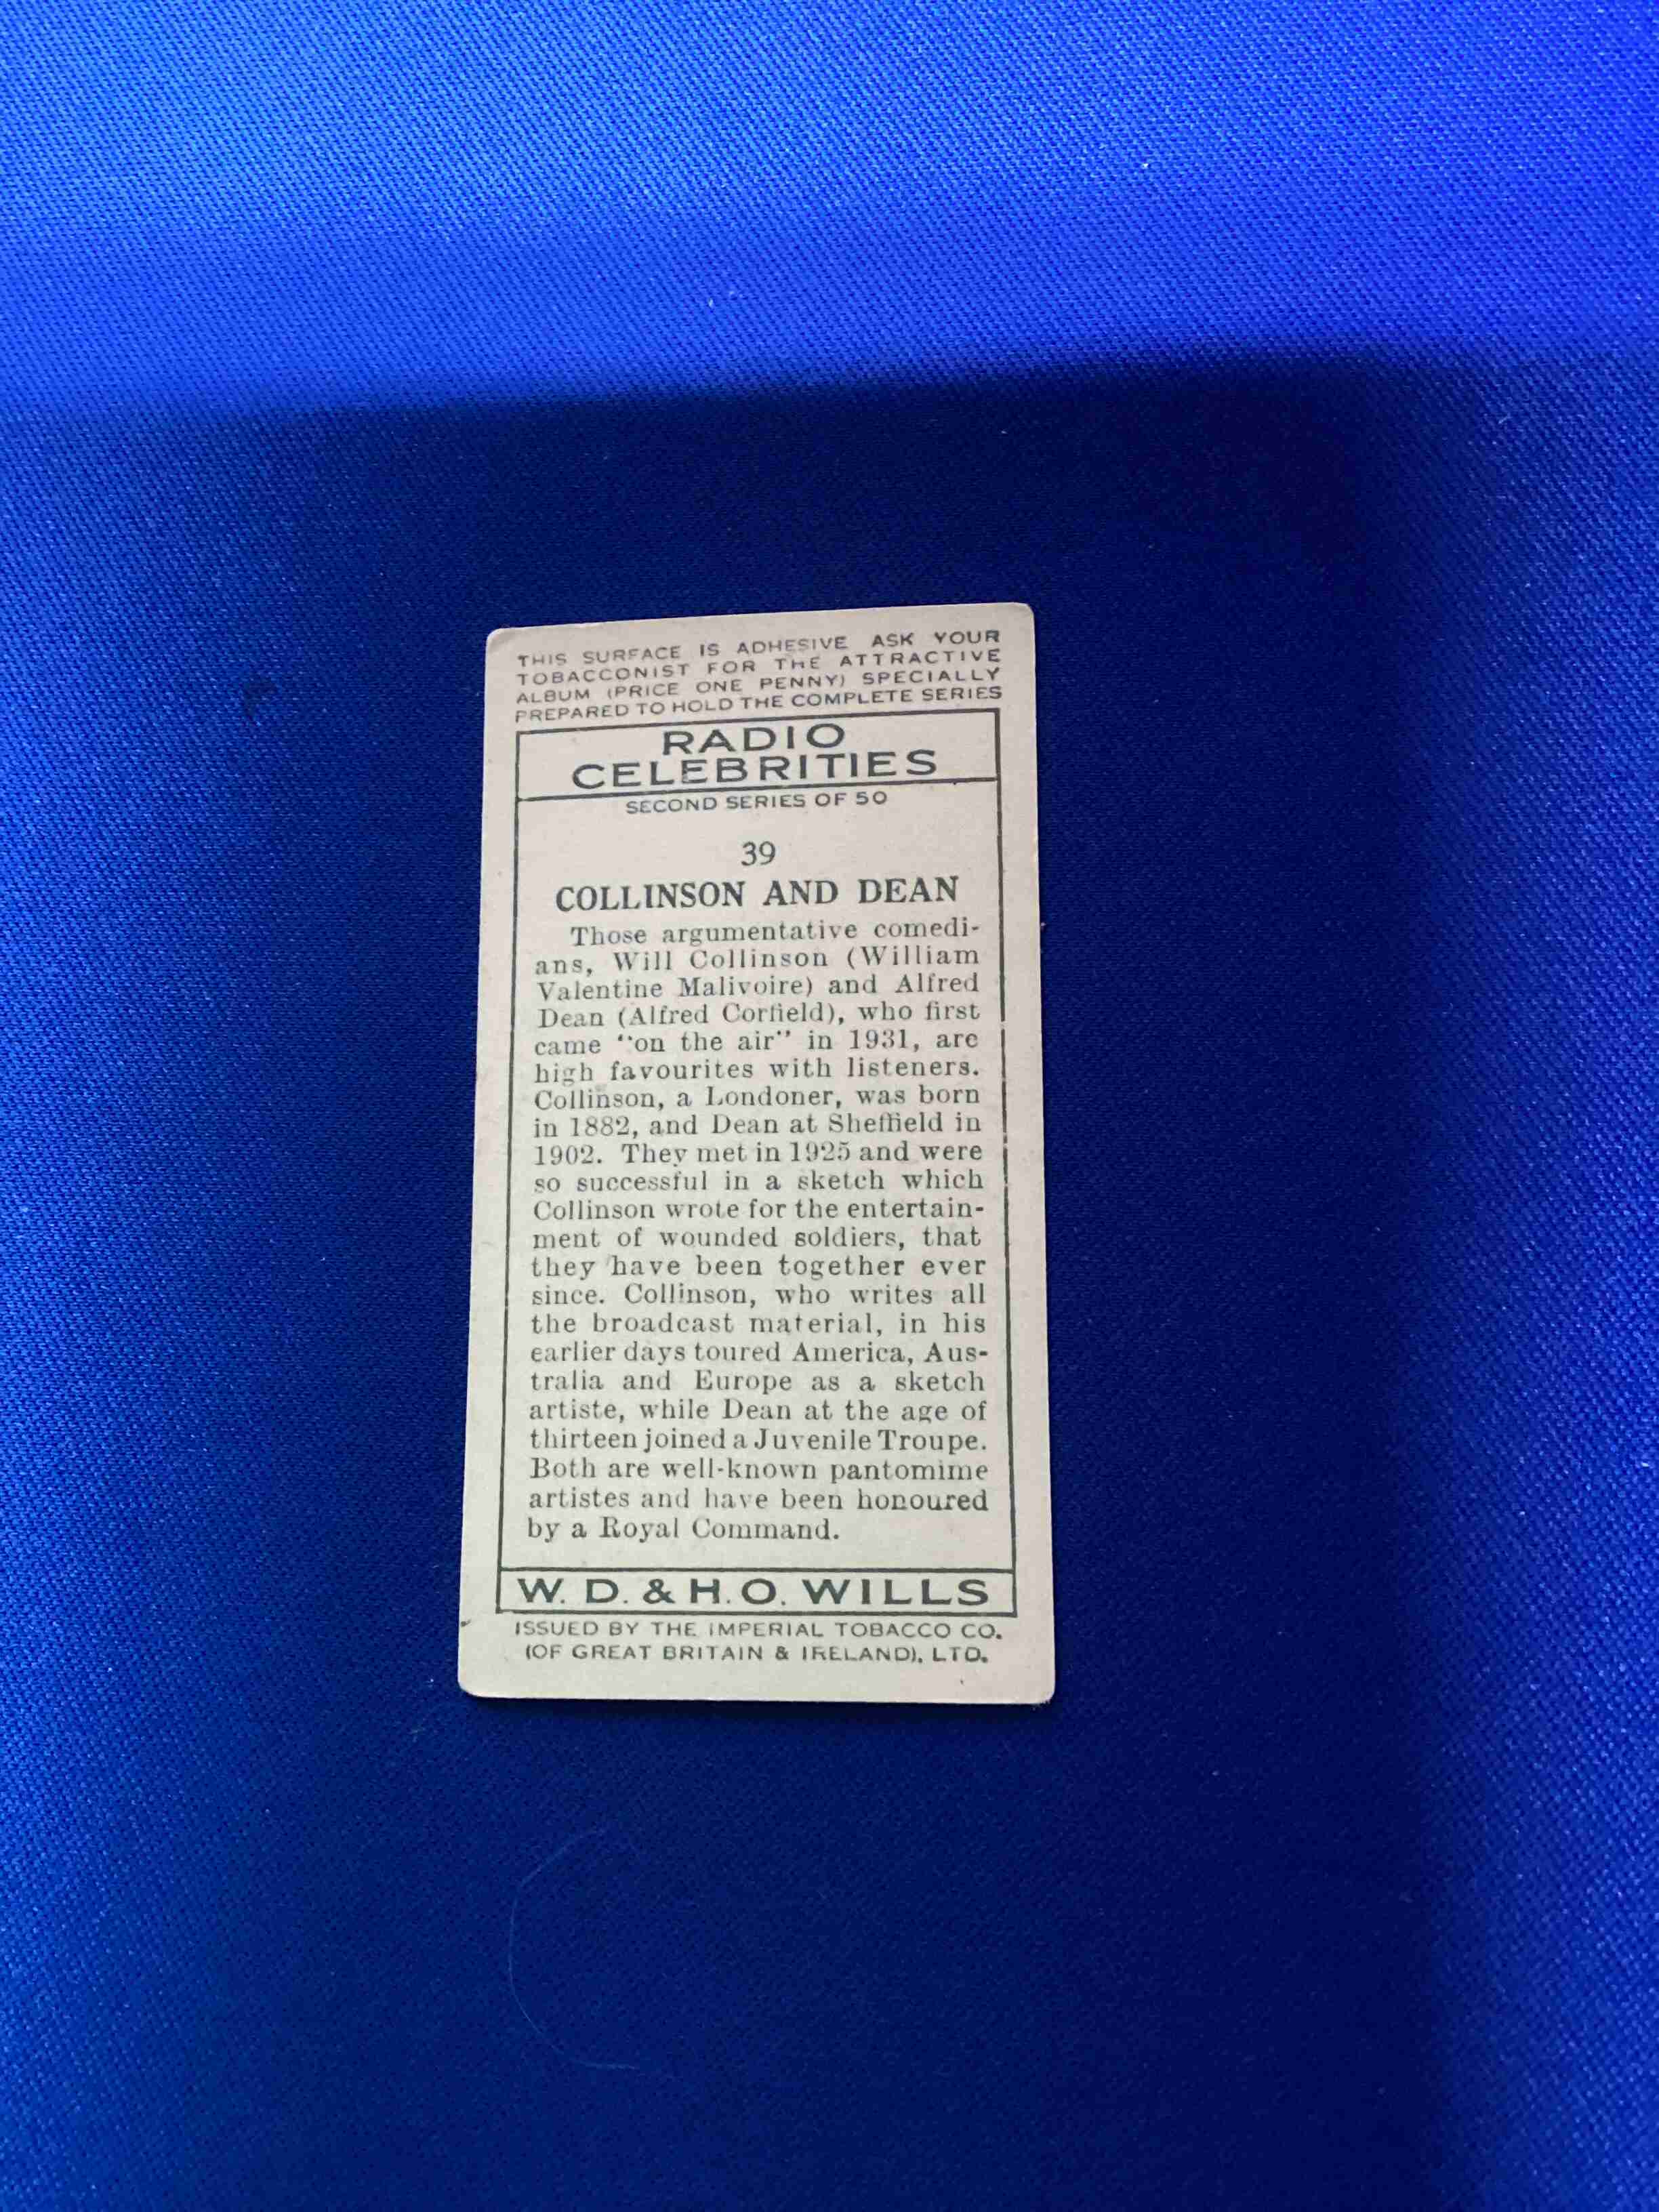 THIS SURFACE IS ADHESIVE ASK YOUR
TOBACCONIST FOR THE ATTRACTIVE
ALBUM (PRICE ONE PENNY) SPECIALLY
PREPARED TO HOLD THE COMPLETE SERIES
RADIO
CELEBRITIES
SECOND SERIES OF 50
39
COLLINSON AND DEAN
Those argumentative comedi-
ans, Will Collinson (William
Valentine Malivoire) and Alfred
Dean (Alfred Corfield), who first
came "on the air" in 1931, are
high favourites with listeners.
Collinson, a Londoner, was born
in 1882, and Dean at Sheffield in
1902. They met in 1925 and were
so successful in a sketch which
Collinson wrote for the entertain-
ment of wounded soldiers, that
they have been together ever
since. Collinson, who writes all
the broadcast material, in his
earlier days toured America, Aus-
tralia and Europe as a sketch
artiste, while Dean at the age of
thirteen joined a Juvenile Troupe.
Both are well-known pantomime
artistes and have been honoured
by a Royal Command.
W. D. & H. O. WILLS
ISSUED BY THE IMPERIAL TOBACCO CO.
(OF GREAT BRITAIN & IRELAND), LTD.